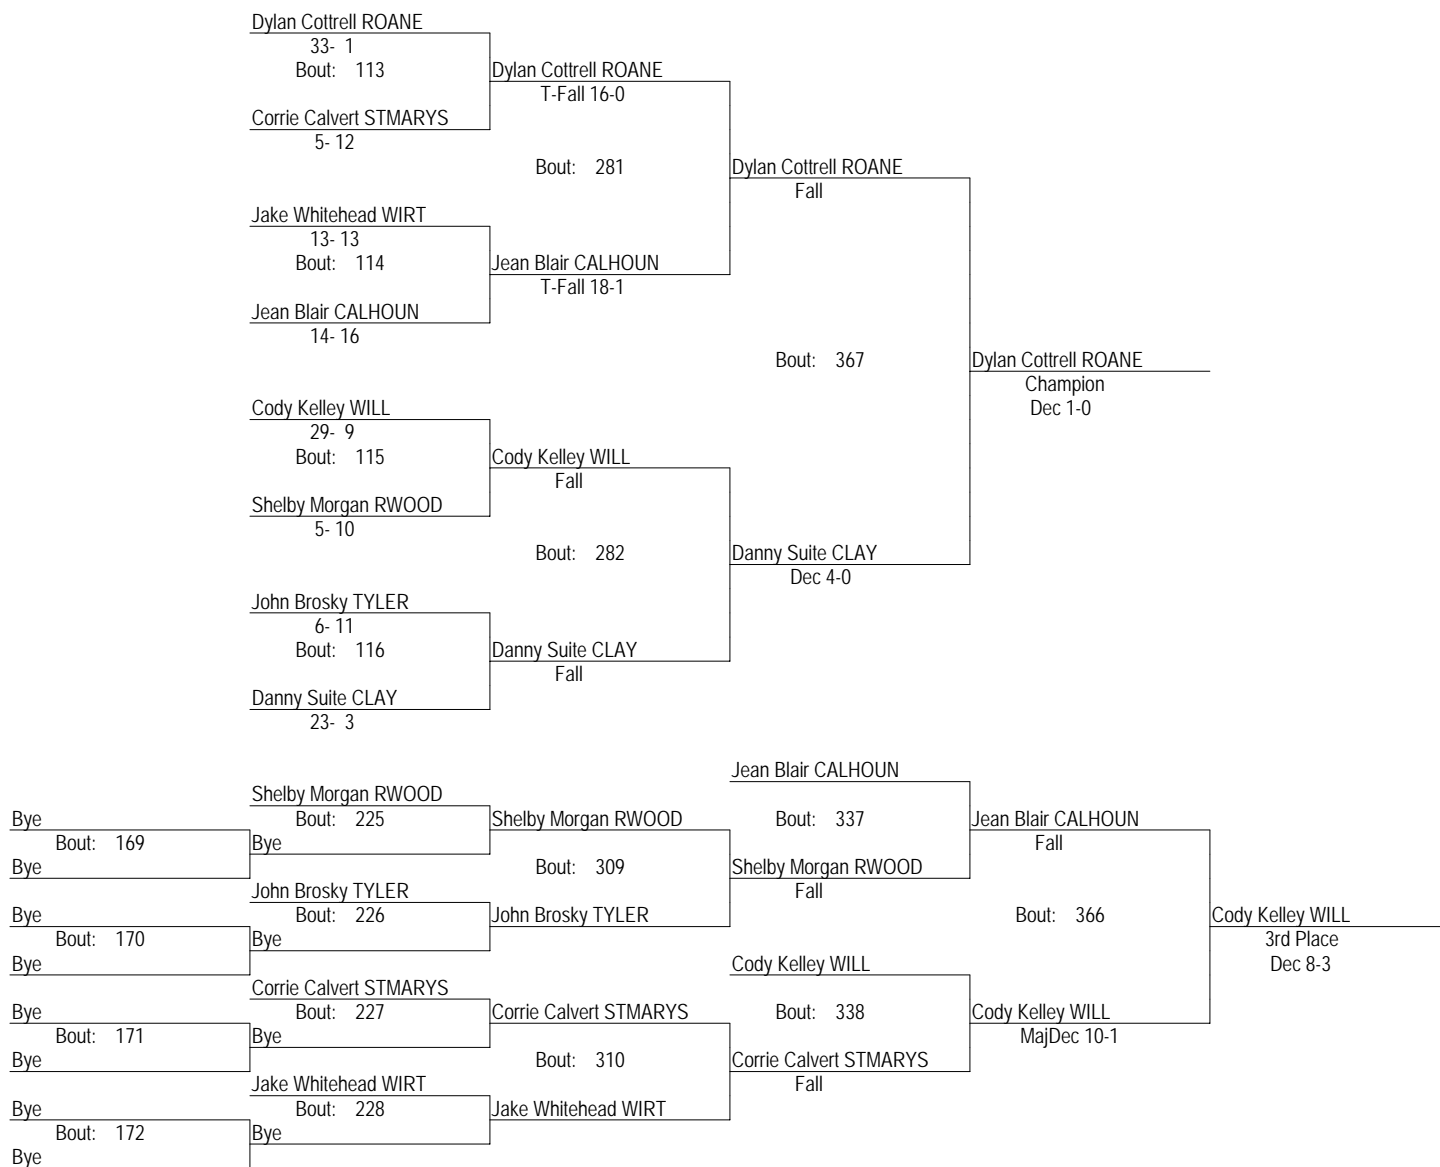 Dylan Cottrell ROANE
33- 1
Bout: 113
Dylan Cottrell ROANE
T-Fall 16-0
Corrie Calvert STMARYS
5- 12
Bout: 281
Dylan Cottrell ROANE
Fall
Jake Whitehead WIRT
13- 13
Bout: 114
Jean Blair CALHOUN
T-Fall 18-1
Jean Blair CALHOUN
14- 16
Bout: 367
Dylan Cottrell ROANE
Champion
Dec 1-0
Cody Kelley WILL
29- 9
Bout: 115
Cody Kelley WILL
Fall
Shelby Morgan RWOOD
5- 10
Bout: 282
Danny Suite CLAY
Dec 4-0
John Brosky TYLER
6- 11
Bout: 116
Danny Suite CLAY
Fall
Danny Suite CLAY
23- 3
Jean Blair CALHOUN
Shelby Morgan RWOOD
Bye
Bout: 225
Shelby Morgan RWOOD
Bout: 337
Jean Blair CALHOUN
Bout: 169
Bye
Fall
Bye
Bout: 309
Shelby Morgan RWOOD
John Brosky TYLER
Fall
Bye
Bout: 226
John Brosky TYLER
Bout: 366
Cody Kelley WILL
Bout: 170
Bye
3rd Place
Bye
Cody Kelley WILL
Dec 8-3
Corrie Calvert STMARYS
Bye
Bout: 227
Corrie Calvert STMARYS
Bout: 338
Cody Kelley WILL
Bout: 171
Bye
MajDec 10-1
Bye
Bout: 310
Corrie Calvert STMARYS
Jake Whitehead WIRT
Fall
Bye
Bout: 228
Jake Whitehead WIRT
Bout: 172
Bye
Bye